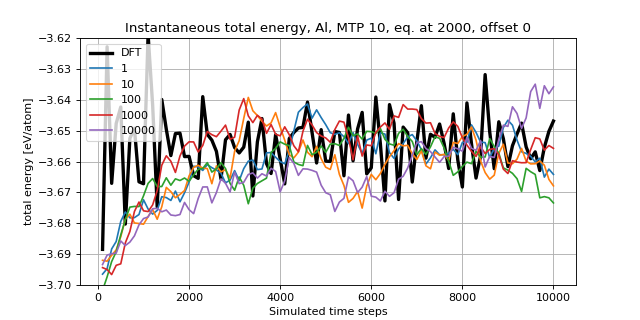 Instantaneous total energy, Al, MTP 10, eq. at 2000, offset 0
total energy [eV/atom]
−3.62
−3.63
−3.64
−3.65
−3.66
−3.67
−3.68
−3.69
−3.70
DFT
1
10
100
1000
10000
0 2000 4000 6000 8000 10000
Simulated time steps